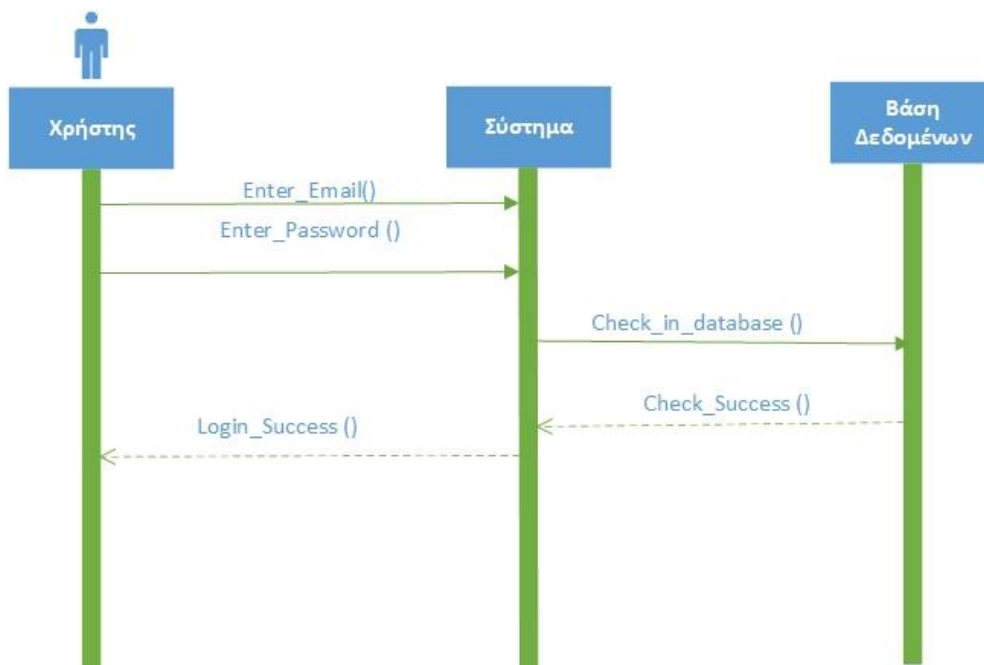 Χρήστης
Σύστημα
Βάση
Δεδομένων
Enter_Email()
Enter_Password ()
Check_in_database ()
Check_Success ()
Login_Success ()